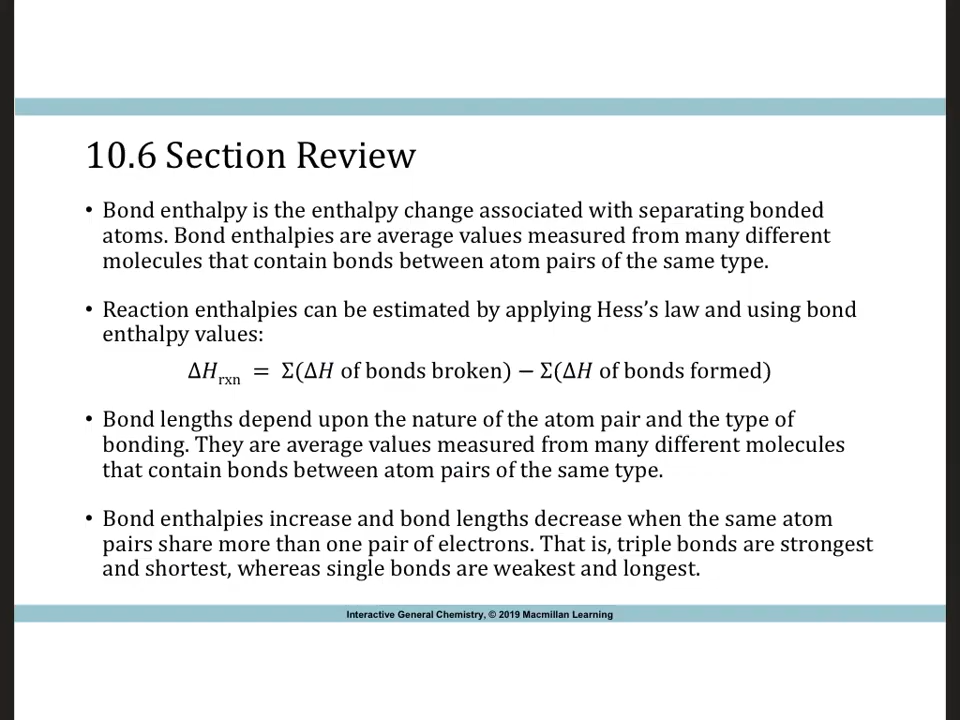 10.6 Section Review
• Bond enthalpy is the enthalpy change associated with separating bonded
atoms. Bond enthalpies are average values measured from many different
molecules that contain bonds between atom pairs of the same type.
• Reaction enthalpies can be estimated by applying Hess’s law and using bond
enthalpy values:
Δ𝐻rxn = Σ(Δ𝐻 of bonds broken) − Σ(Δ𝐻 of bonds formed)
• Bond lengths depend upon the nature of the atom pair and the type of
bonding. They are average values measured from many different molecules
that contain bonds between atom pairs of the same type.
• Bond enthalpies increase and bond lengths decrease when the same atom
pairs share more than one pair of electrons. That is, triple bonds are strongest
and shortest, whereas single bonds are weakest and longest.
Interactive General Chemistry, © 2019 Macmillan Learning